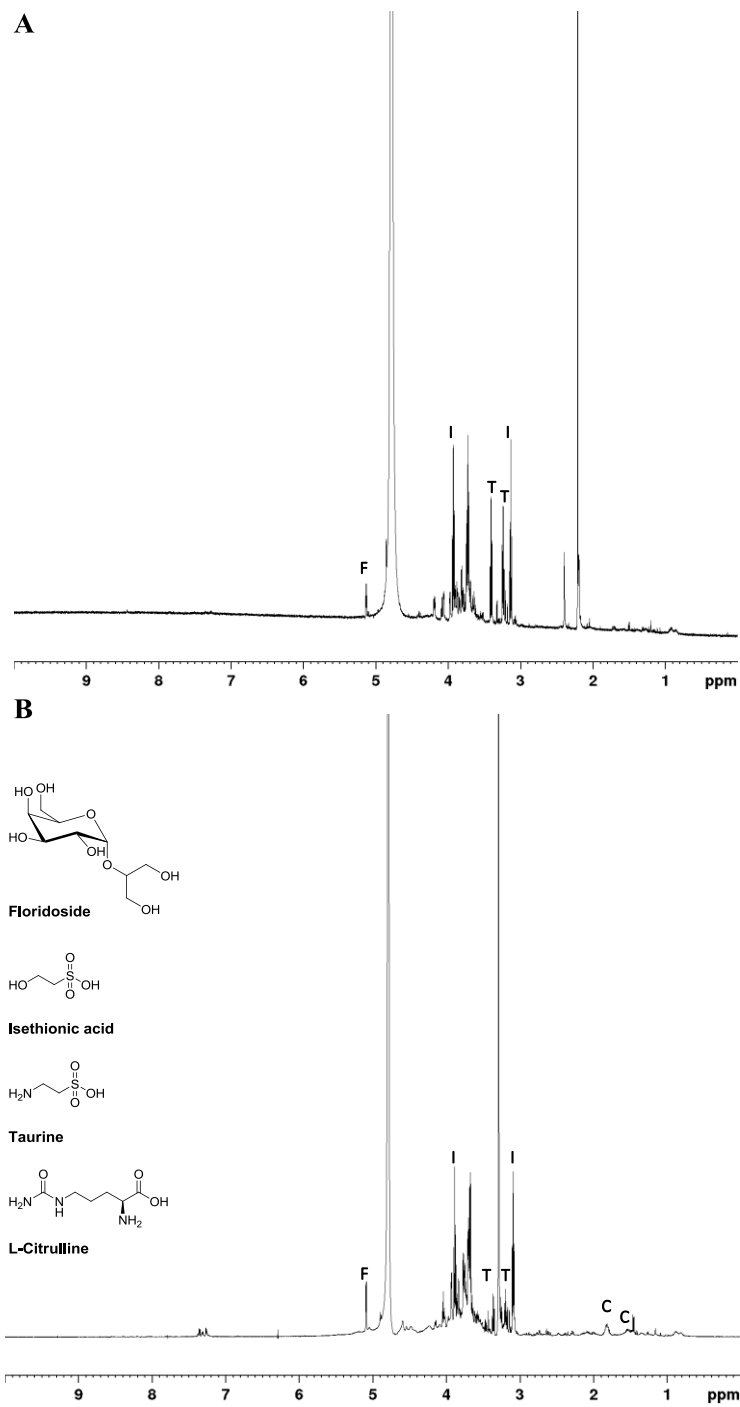 A
I
I
T
T
F
9 8 7 6 5 4 3 2 1 ppm
B
OH
HO
O
HO
OH
O
OH
OH
Floridoside
O
HO S OH
O
Isethionic acid
O
H₂N S OH
O
Taurine
O O
H₂N N OH
H
NH₂
L-Citrulline
I
I
F
T T
C
C
9 8 7 6 5 4 3 2 1 ppm